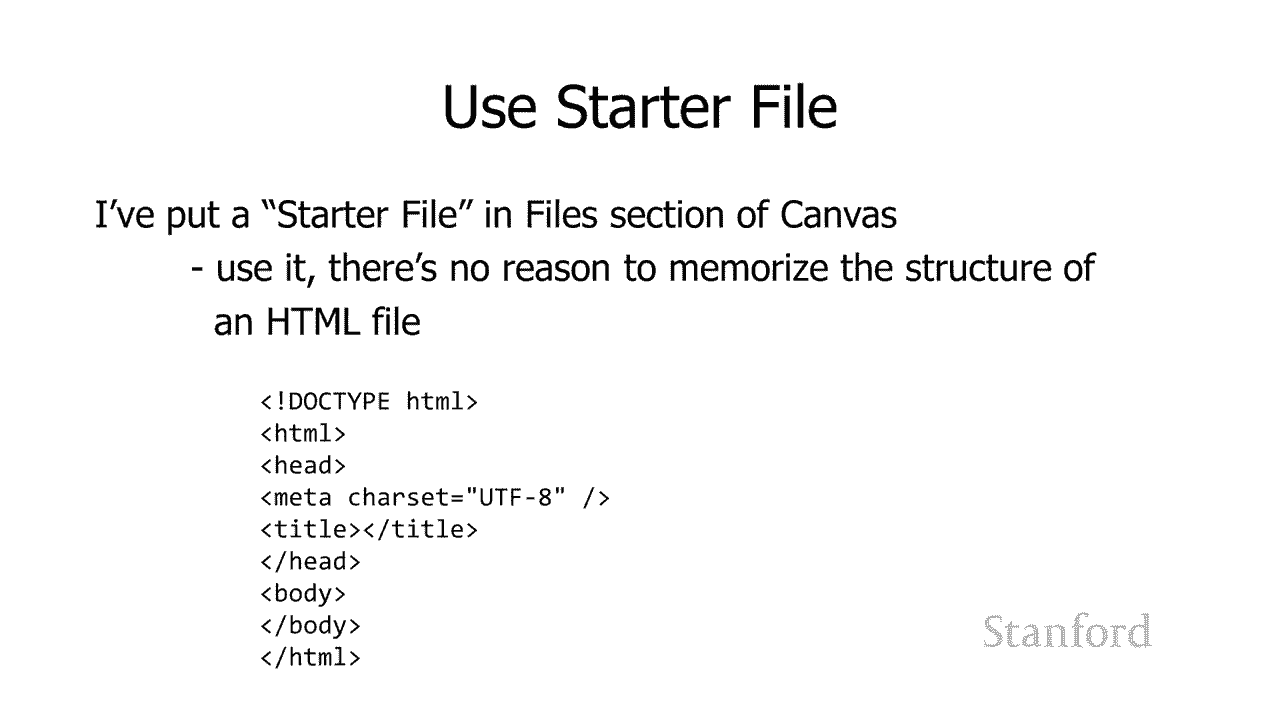 Use Starter File
I’ve put a “Starter File” in Files section of Canvas
- use it, there’s no reason to memorize the structure of
an HTML file
<!DOCTYPE html>
<html>
<head>
<meta charset="UTF-8" />
<title></title>
</head>
<body>
</body>
</html>
Stanford